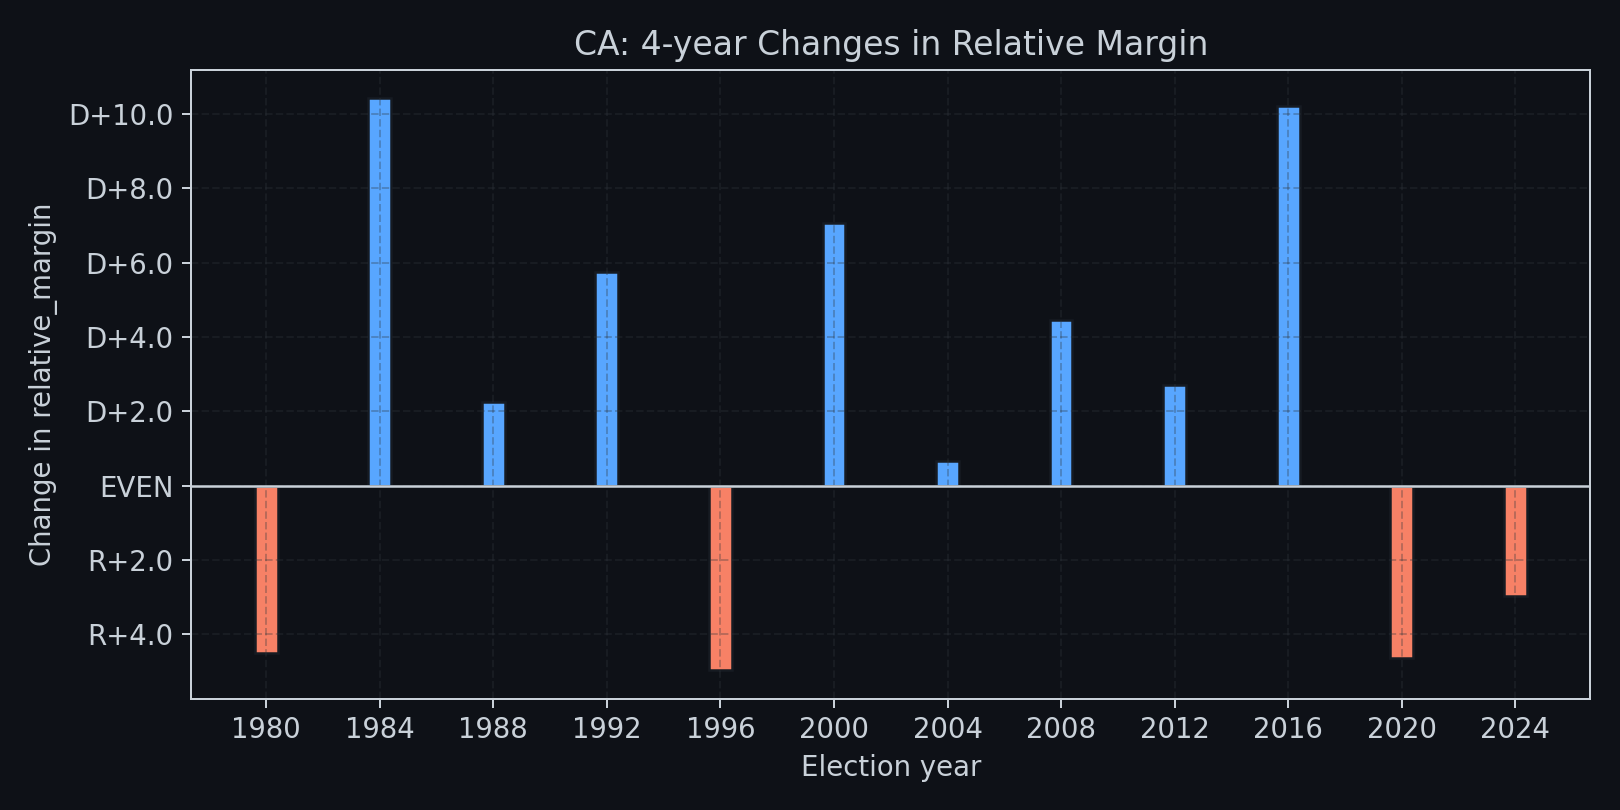 CA: 4-year Changes in Relative Margin
Change in relative_margin
D+10.0
D+8.0
D+6.0
D+4.0
D+2.0
EVEN
R+2.0
R+4.0
1980 1984 1988 1992 1996 2000 2004 2008 2012 2016 2020 2024
Election year